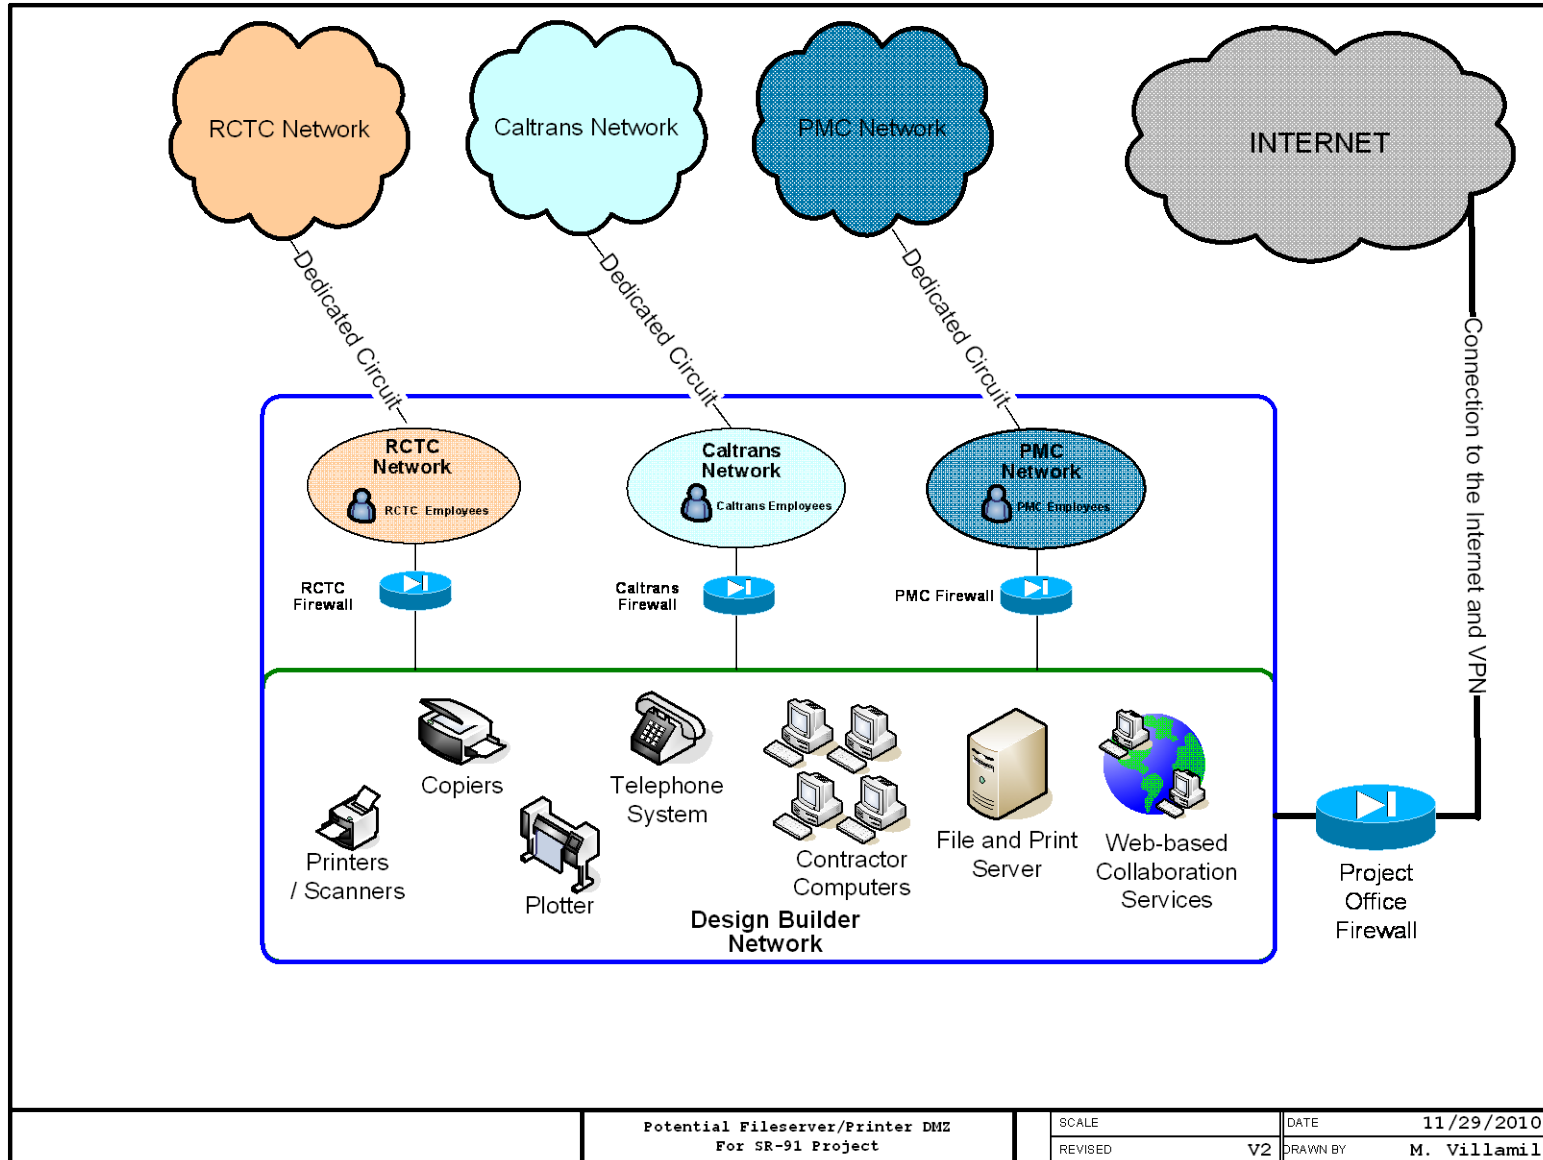 RCTC Network
Caltrans Network
PMC Network
INTERNET
Dedicated Circuit
Dedicated Circuit
Dedicated Circuit
Connection to the Internet and VPN
RCTC
Network
RCTC Employees
Caltrans
Network
Caltrans Employees
PMC
Network
PMC Employees
RCTC
Firewall
Caltrans
Firewall
PMC Firewall
Copiers
Telephone
System
Printers
/ Scanners
Plotter
Contractor
Computers
File and Print
Server
Web-based
Collaboration
Services
Design Builder
Network
Project
Office
Firewall
Potential Fileserver/Printer DMZ
For SR-91 Project
SCALE
DATE 11/29/2010
REVISED V2
DRAWN BY M. Villamil